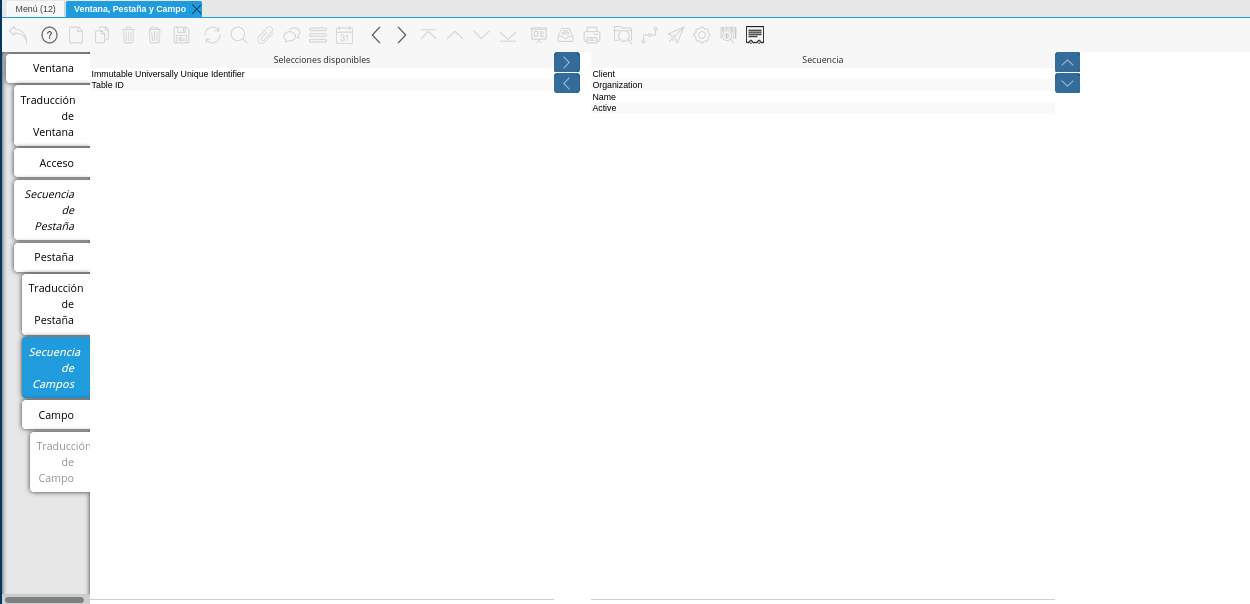 Menú (12)
Ventana, Pestaña y Campo
31
Ventana
Traducción
de
Ventana
Acceso
Secuencia
de
Pestaña
Pestaña
Traducción
de
Pestaña
Secuencia
de
Campos
Campo
Traducción
de
Campo
Selecciones disponibles
Immutable Universally Unique Identifier
Table ID
Secuencia
Client
Organization
Name
Active